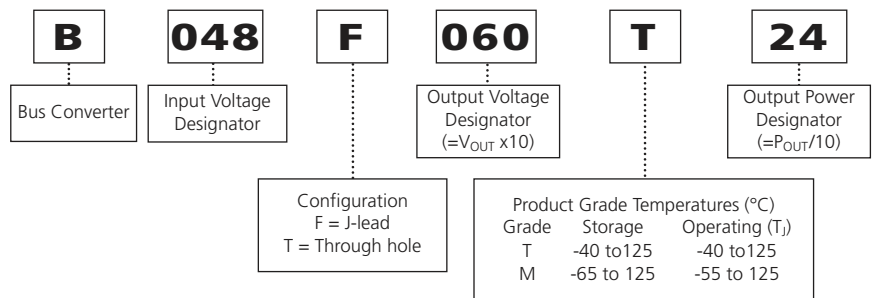 B 048 F 060 T 24
Bus Converter
Input Voltage
Designator
Output Voltage
Designator
(=VOUT x10)
Output Power
Designator
(=POUT/10)
Configuration
F = J-lead
T = Through hole
Product Grade Temperatures (°C)
Grade Storage Operating (TJ)
T -40 to125 -40 to125
M -65 to 125 -55 to 125